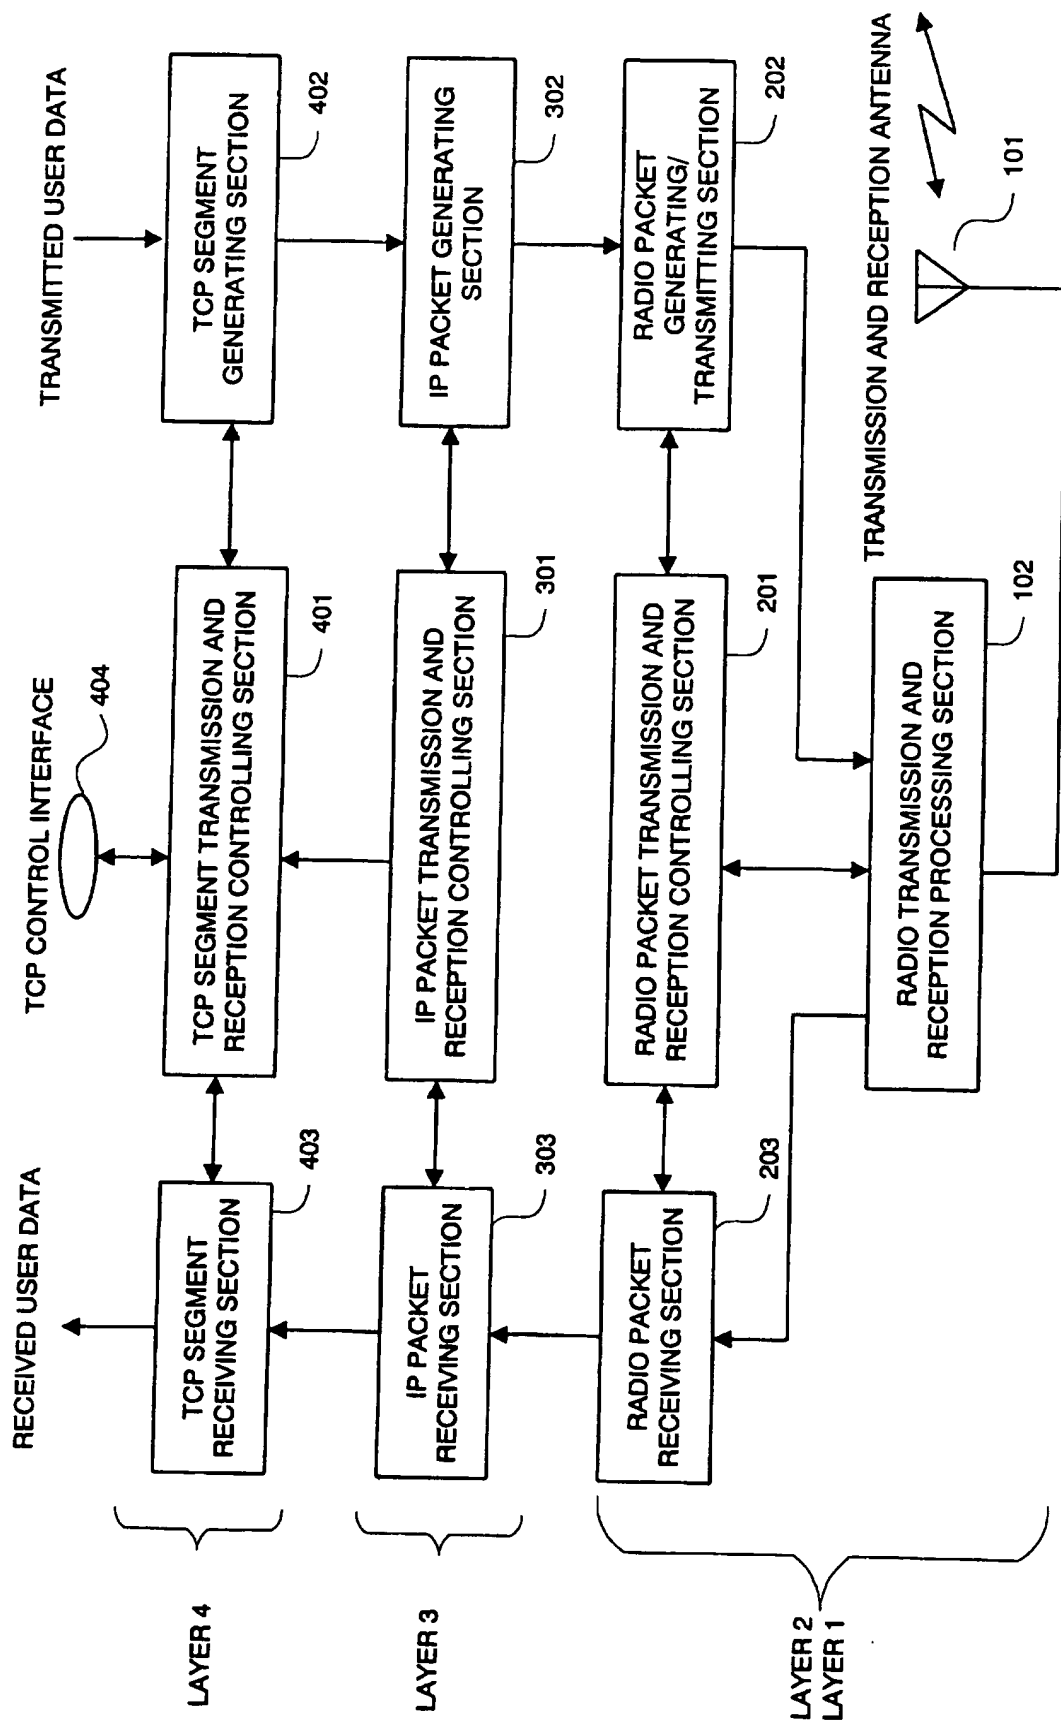 RECEIVED USER DATA
TCP CONTROL INTERFACE
TRANSMITTED USER DATA
404
LAYER 4
TCP SEGMENT
RECEIVING SECTION
403
TCP SEGMENT TRANSMISSION AND
RECEPTION CONTROLLING SECTION
401
TCP SEGMENT
GENERATING SECTION
402
LAYER 3
IP PACKET
RECEIVING SECTION
303
IP PACKET TRANSMISSION AND
RECEPTION CONTROLLING SECTION
301
IP PACKET GENERATING
SECTION
302
LAYER 2
LAYER 1
RADIO PACKET
RECEIVING SECTION
203
RADIO PACKET TRANSMISSION AND
RECEPTION CONTROLLING SECTION
201
RADIO PACKET
GENERATING/
TRANSMITTING SECTION
202
RADIO TRANSMISSION AND
RECEPTION PROCESSING SECTION
102
TRANSMISSION AND RECEPTION ANTENNA
101